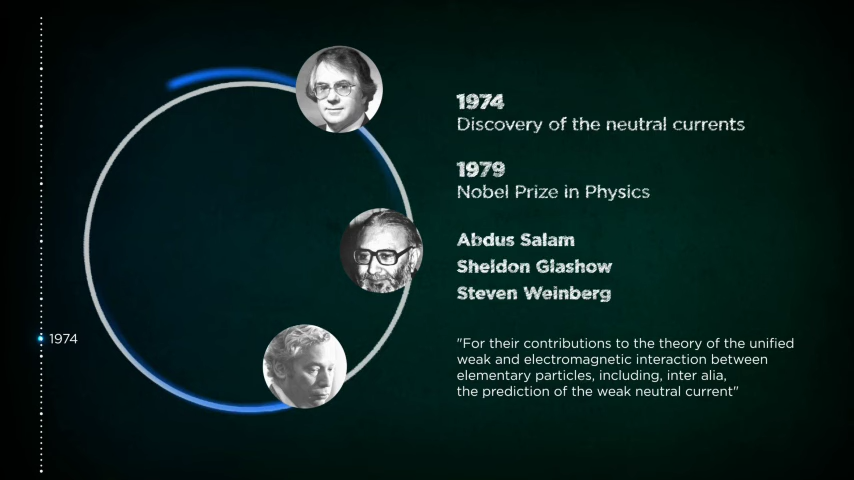 1974
Discovery of the neutral currents
1979
Nobel Prize in Physics
Abdus Salam
Sheldon Glashow
Steven Weinberg
1974
"For their contributions to the theory of the unified
weak and electromagnetic interaction between
elementary particles, including, inter alia,
the prediction of the weak neutral current"